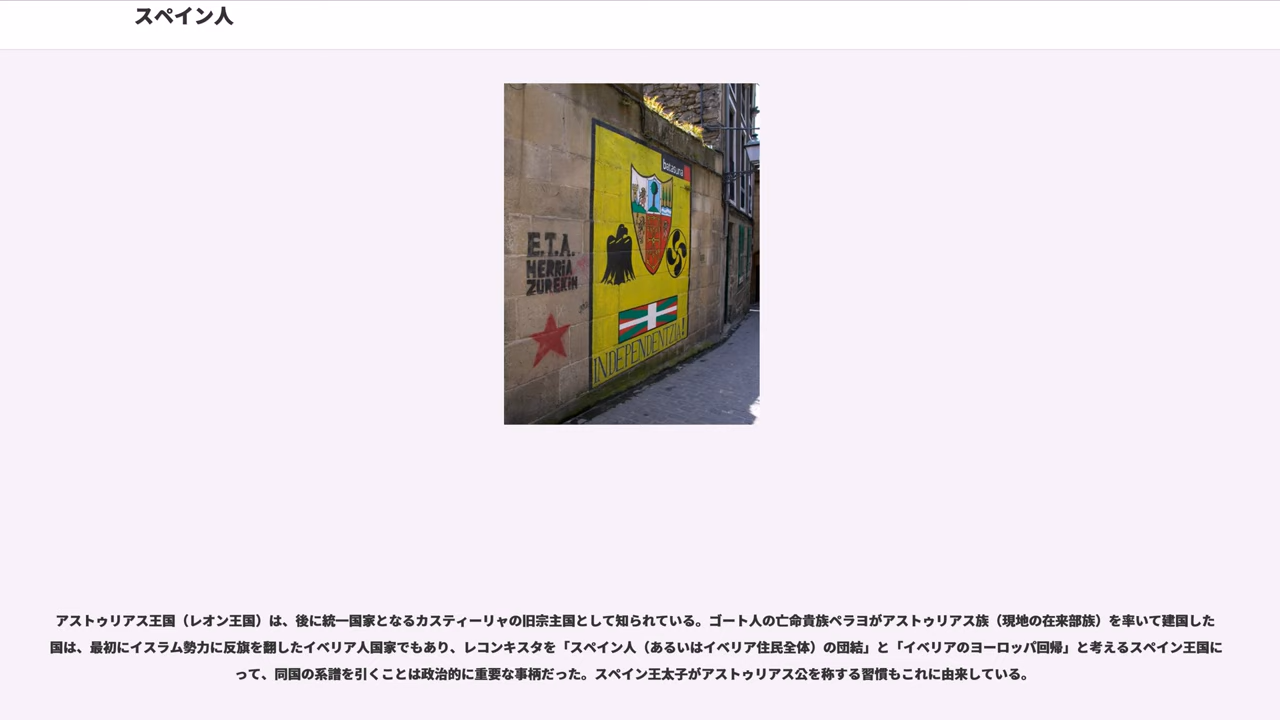 スペイン人
batasuna
E.T.A.
HERRIA
ZUREKIN
INDEPENDENTZIA!
アストゥリアス王国（レオン王国）は、後に統一国家となるカスティーリャの旧宗主国として知られている。ゴート人の亡命貴族ペラヨがアストゥリアス族（現地の在来部族）を率いて建国した
国は、最初にイスラム勢力に反旗を翻したイベリア人国家でもあり、レコンキスタを「スペイン人（あるいはイベリア住民全体）の団結」と「イベリアのヨーロッパ回帰」と考えるスペイン王国に
って、同国の系譜を引くことは政治的に重要な事柄だった。スペイン王太子がアストゥリアス公を称する習慣もこれに由来している。